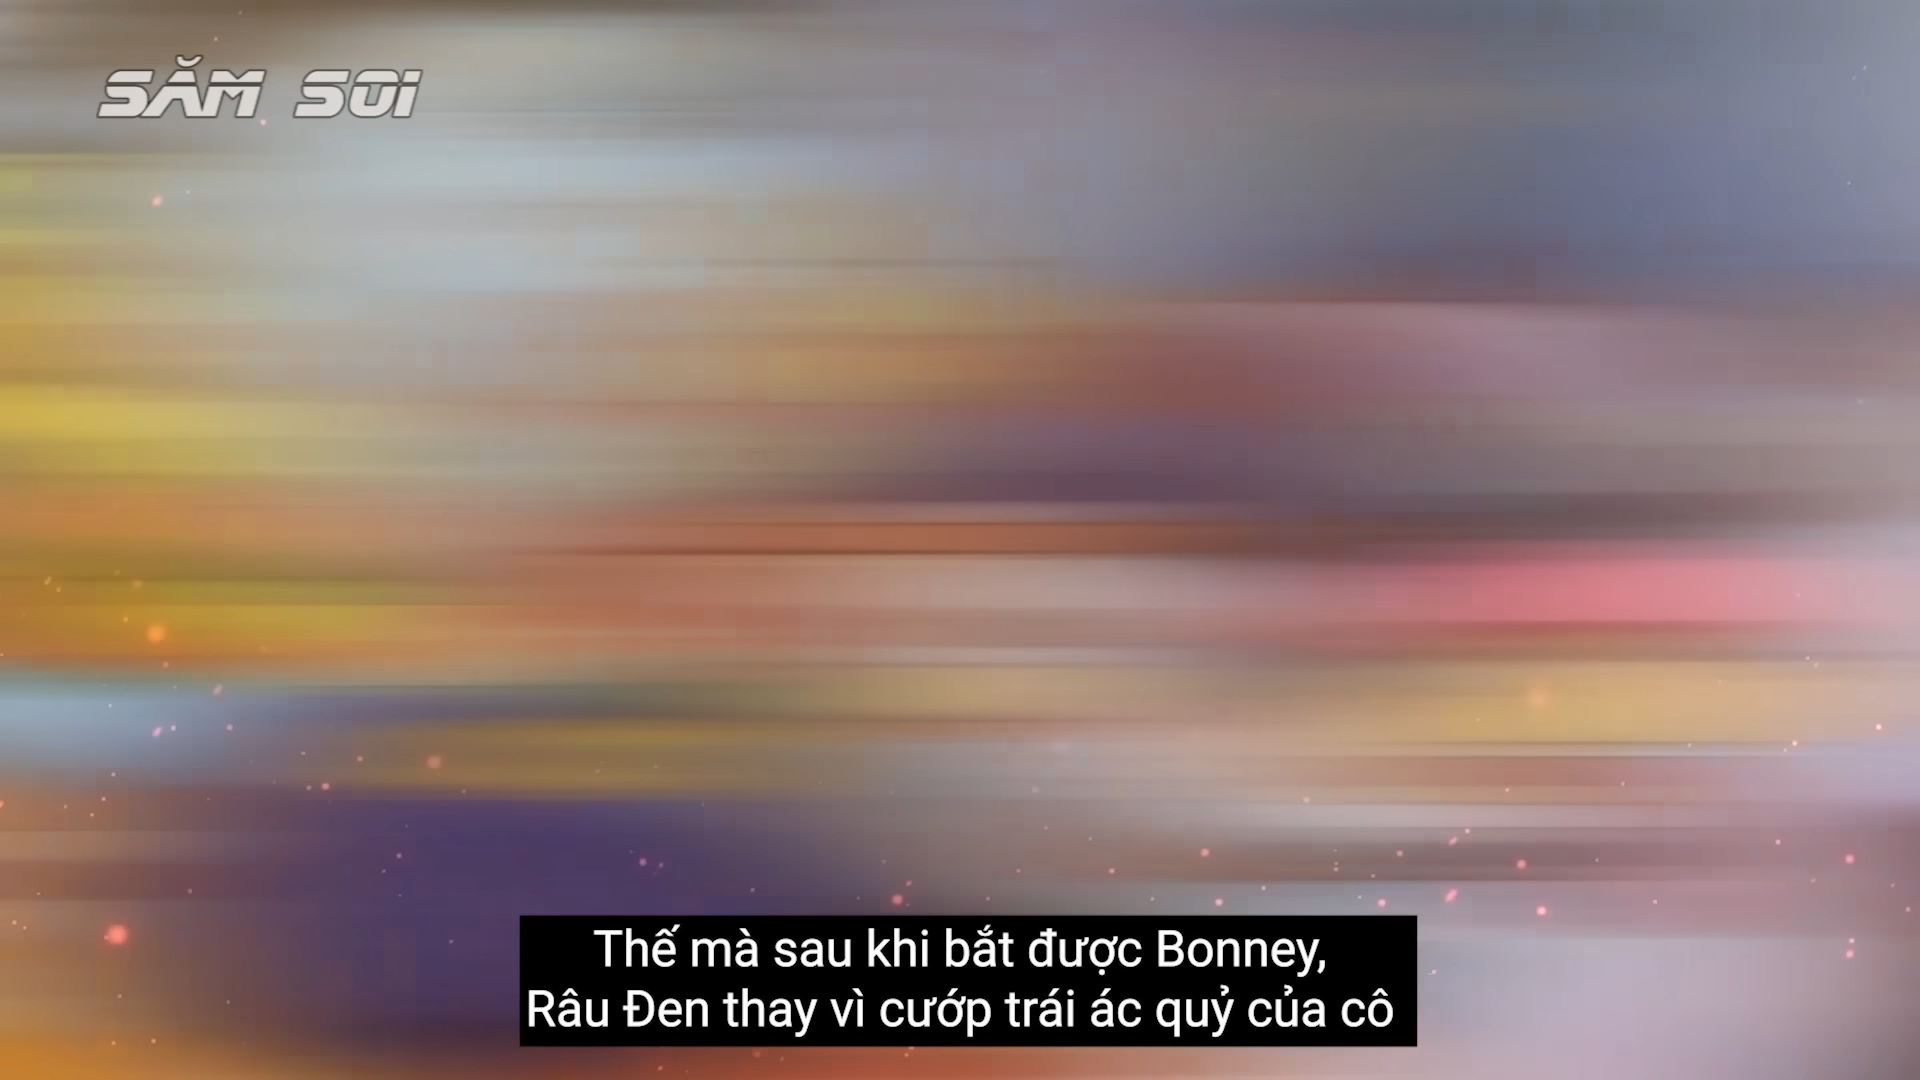 SĂM SOI
Thế mà sau khi bắt được Bonney,
Râu Đen thay vì cướp trái ác quỷ của cô